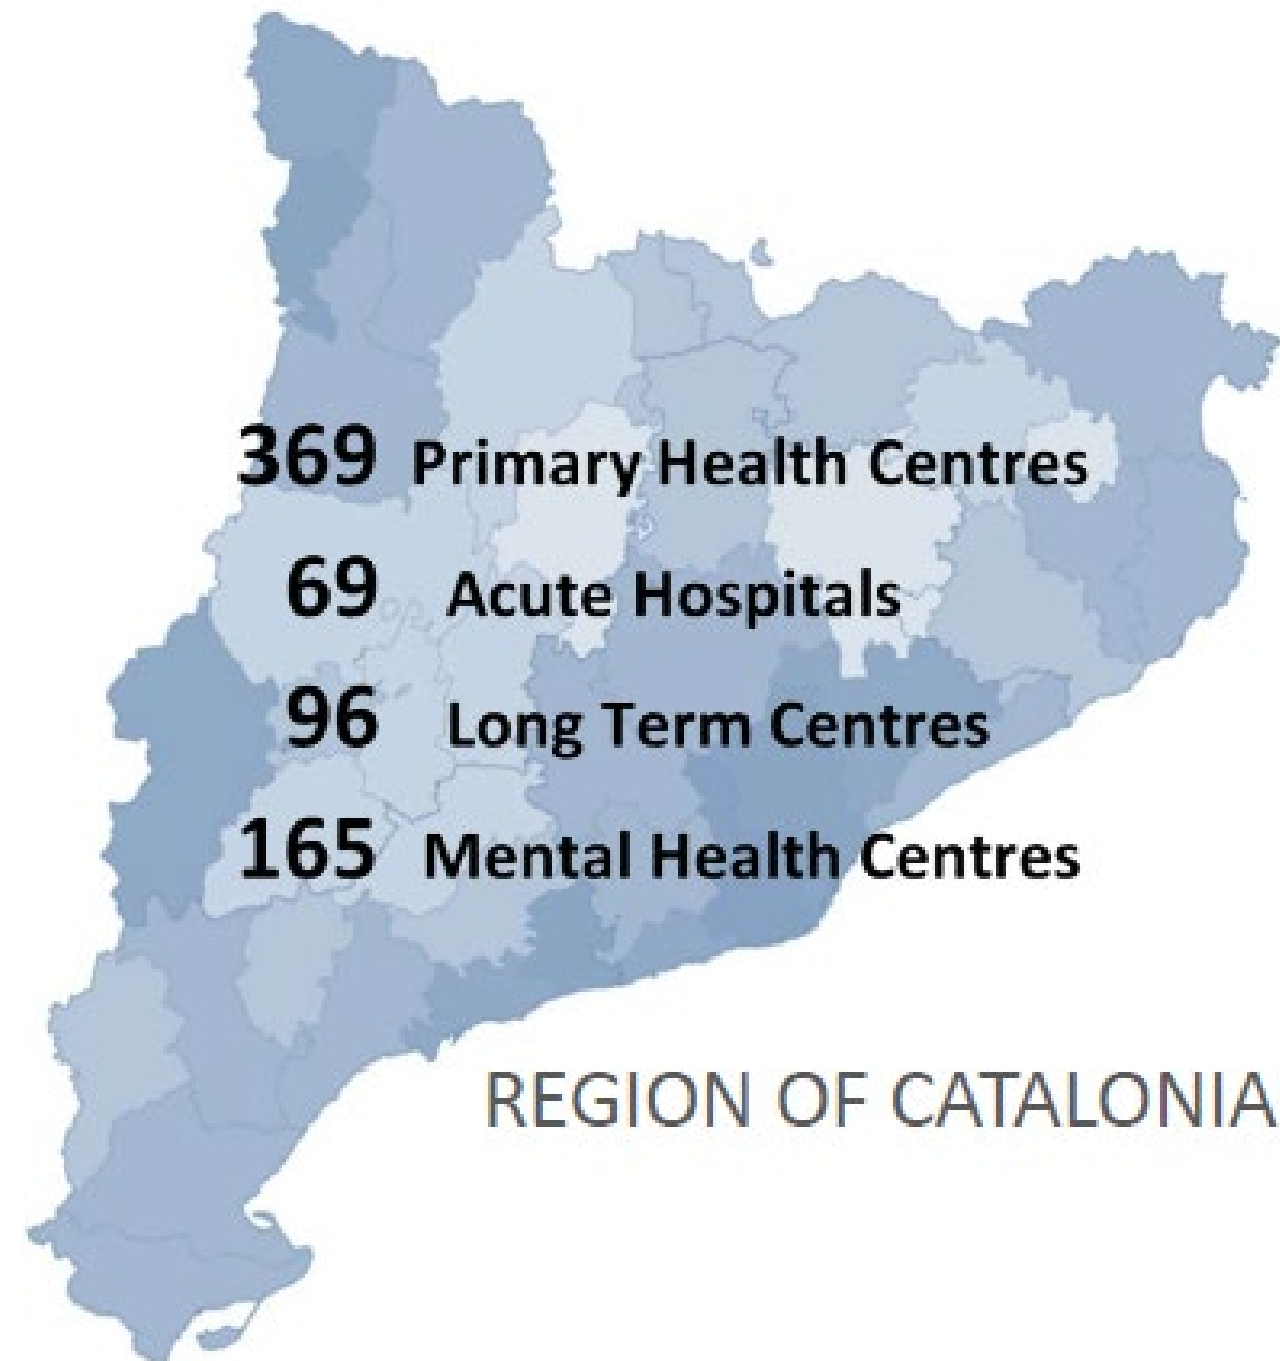 369 Primary Health Centres
69 Acute Hospitals
96 Long Term Centres
165 Mental Health Centres
REGION OF CATALONIA